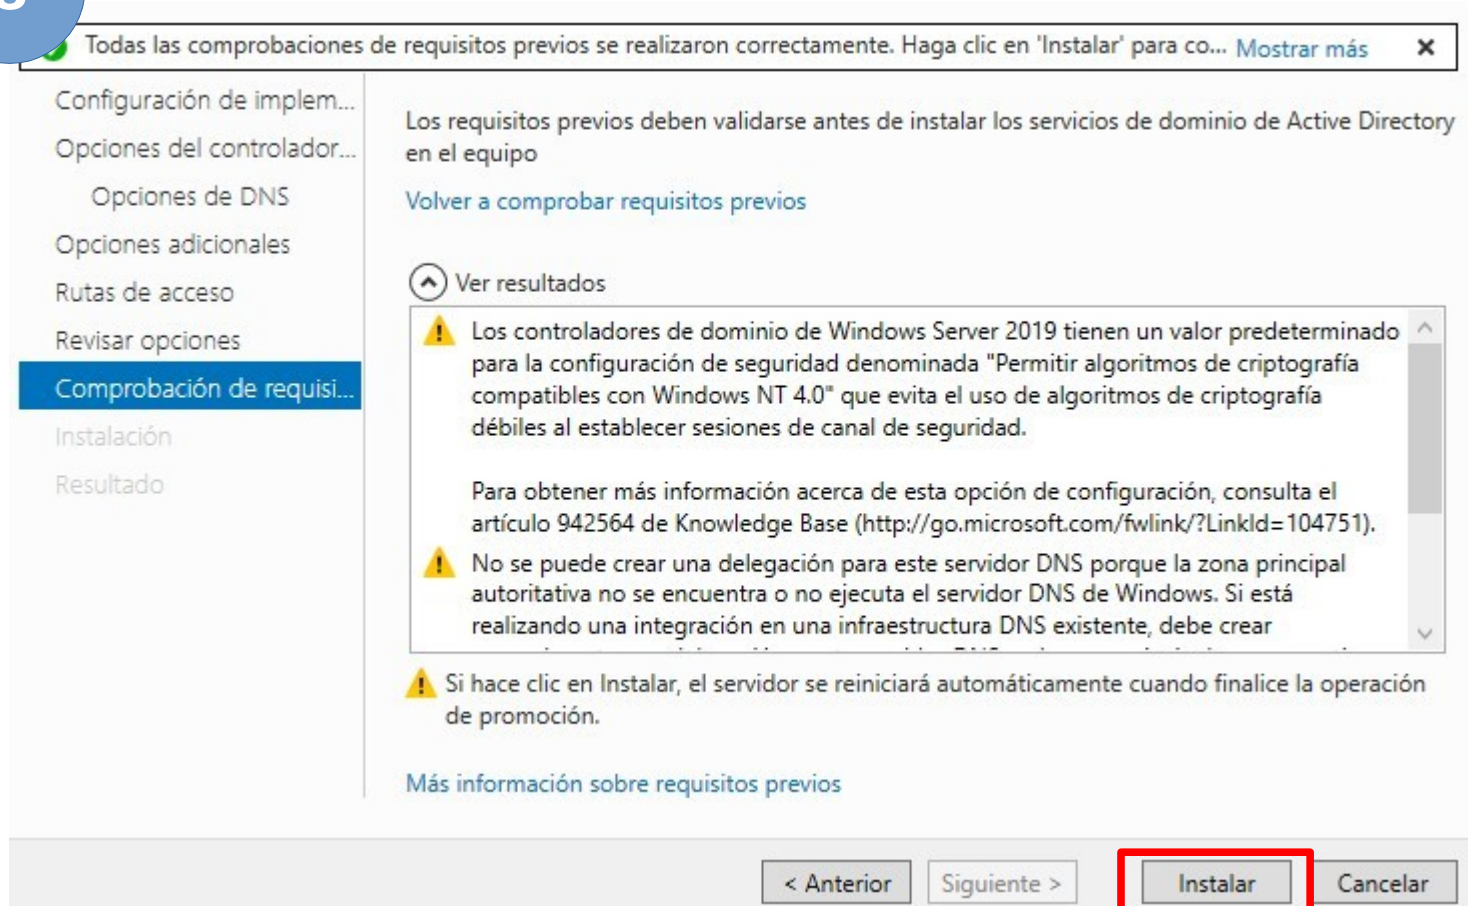 Todas las comprobaciones de requisitos previos se realizaron correctamente. Haga clic en 'Instalar' para co... Mostrar más
Configuración de implem...
Opciones del controlador...
Opciones de DNS
Opciones adicionales
Rutas de acceso
Revisar opciones
Comprobación de requisi...
Instalación
Resultado
Los requisitos previos deben validarse antes de instalar los servicios de dominio de Active Directory
en el equipo
Volver a comprobar requisitos previos
Ver resultados
Los controladores de dominio de Windows Server 2019 tienen un valor predeterminado
para la configuración de seguridad denominada "Permitir algoritmos de criptografía
compatibles con Windows NT 4.0" que evita el uso de algoritmos de criptografía
débiles al establecer sesiones de canal de seguridad.
Para obtener más información acerca de esta opción de configuración, consulta el
artículo 942564 de Knowledge Base (http://go.microsoft.com/fwlink/?LinkId=104751).
No se puede crear una delegación para este servidor DNS porque la zona principal
autoritativa no se encuentra o no ejecuta el servidor DNS de Windows. Si está
realizando una integración en una infraestructura DNS existente, debe crear
Si hace clic en Instalar, el servidor se reiniciará automáticamente cuando finalice la operación
de promoción.
Más información sobre requisitos previos
< Anterior
Siguiente >
Instalar
Cancelar